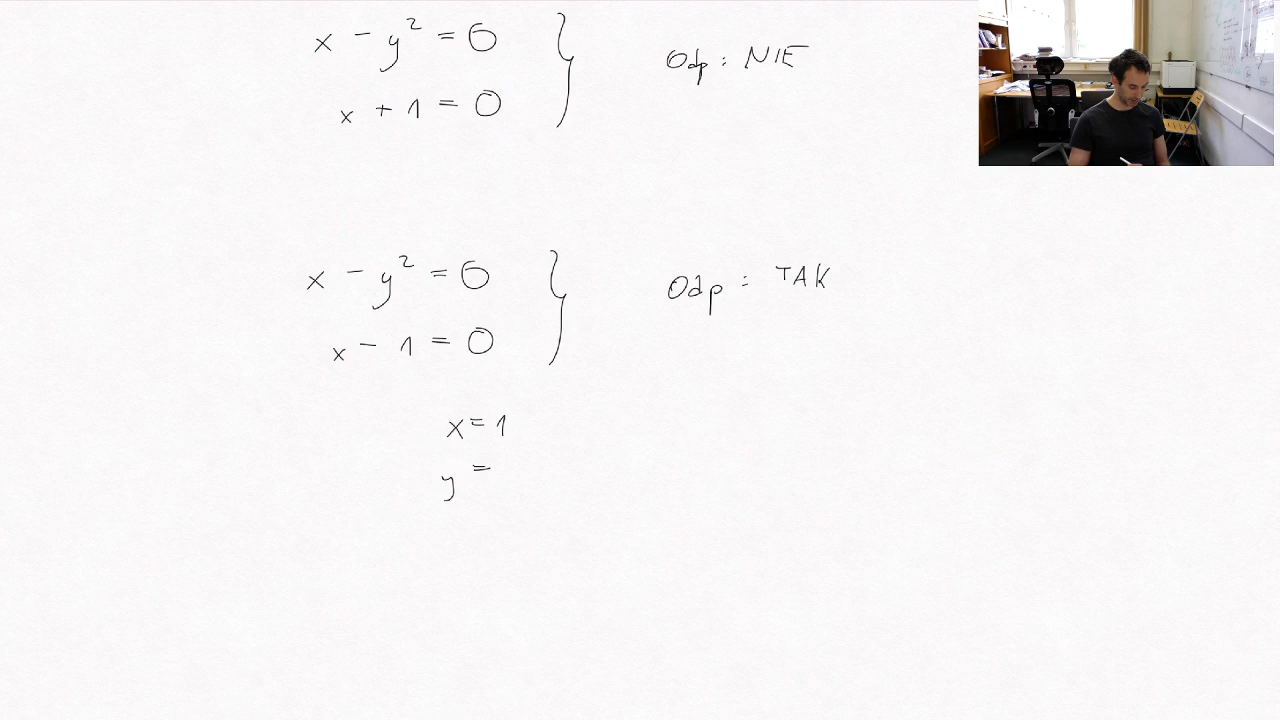 x - y² = 0
x + 1 = 0
Odp : NIE
x - y² = 0
x - 1 = 0
Odp : TAK
x = 1
y =